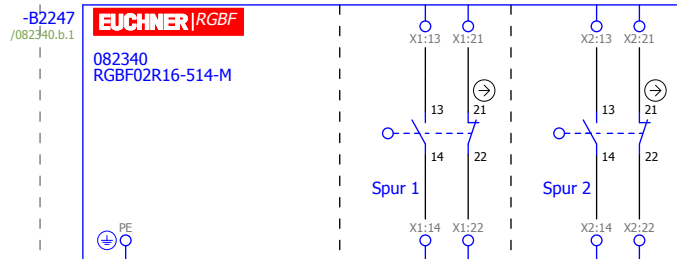 -B2247
/082340.b.1
EUCHNER RGBF
082340
RGBF02R16-514-M
X1:13 X1:21 X2:13 X2:21
13 21 13 21
14 22 14 22
Spur 1 Spur 2
PE X1:14 X1:22 X2:14 X2:22